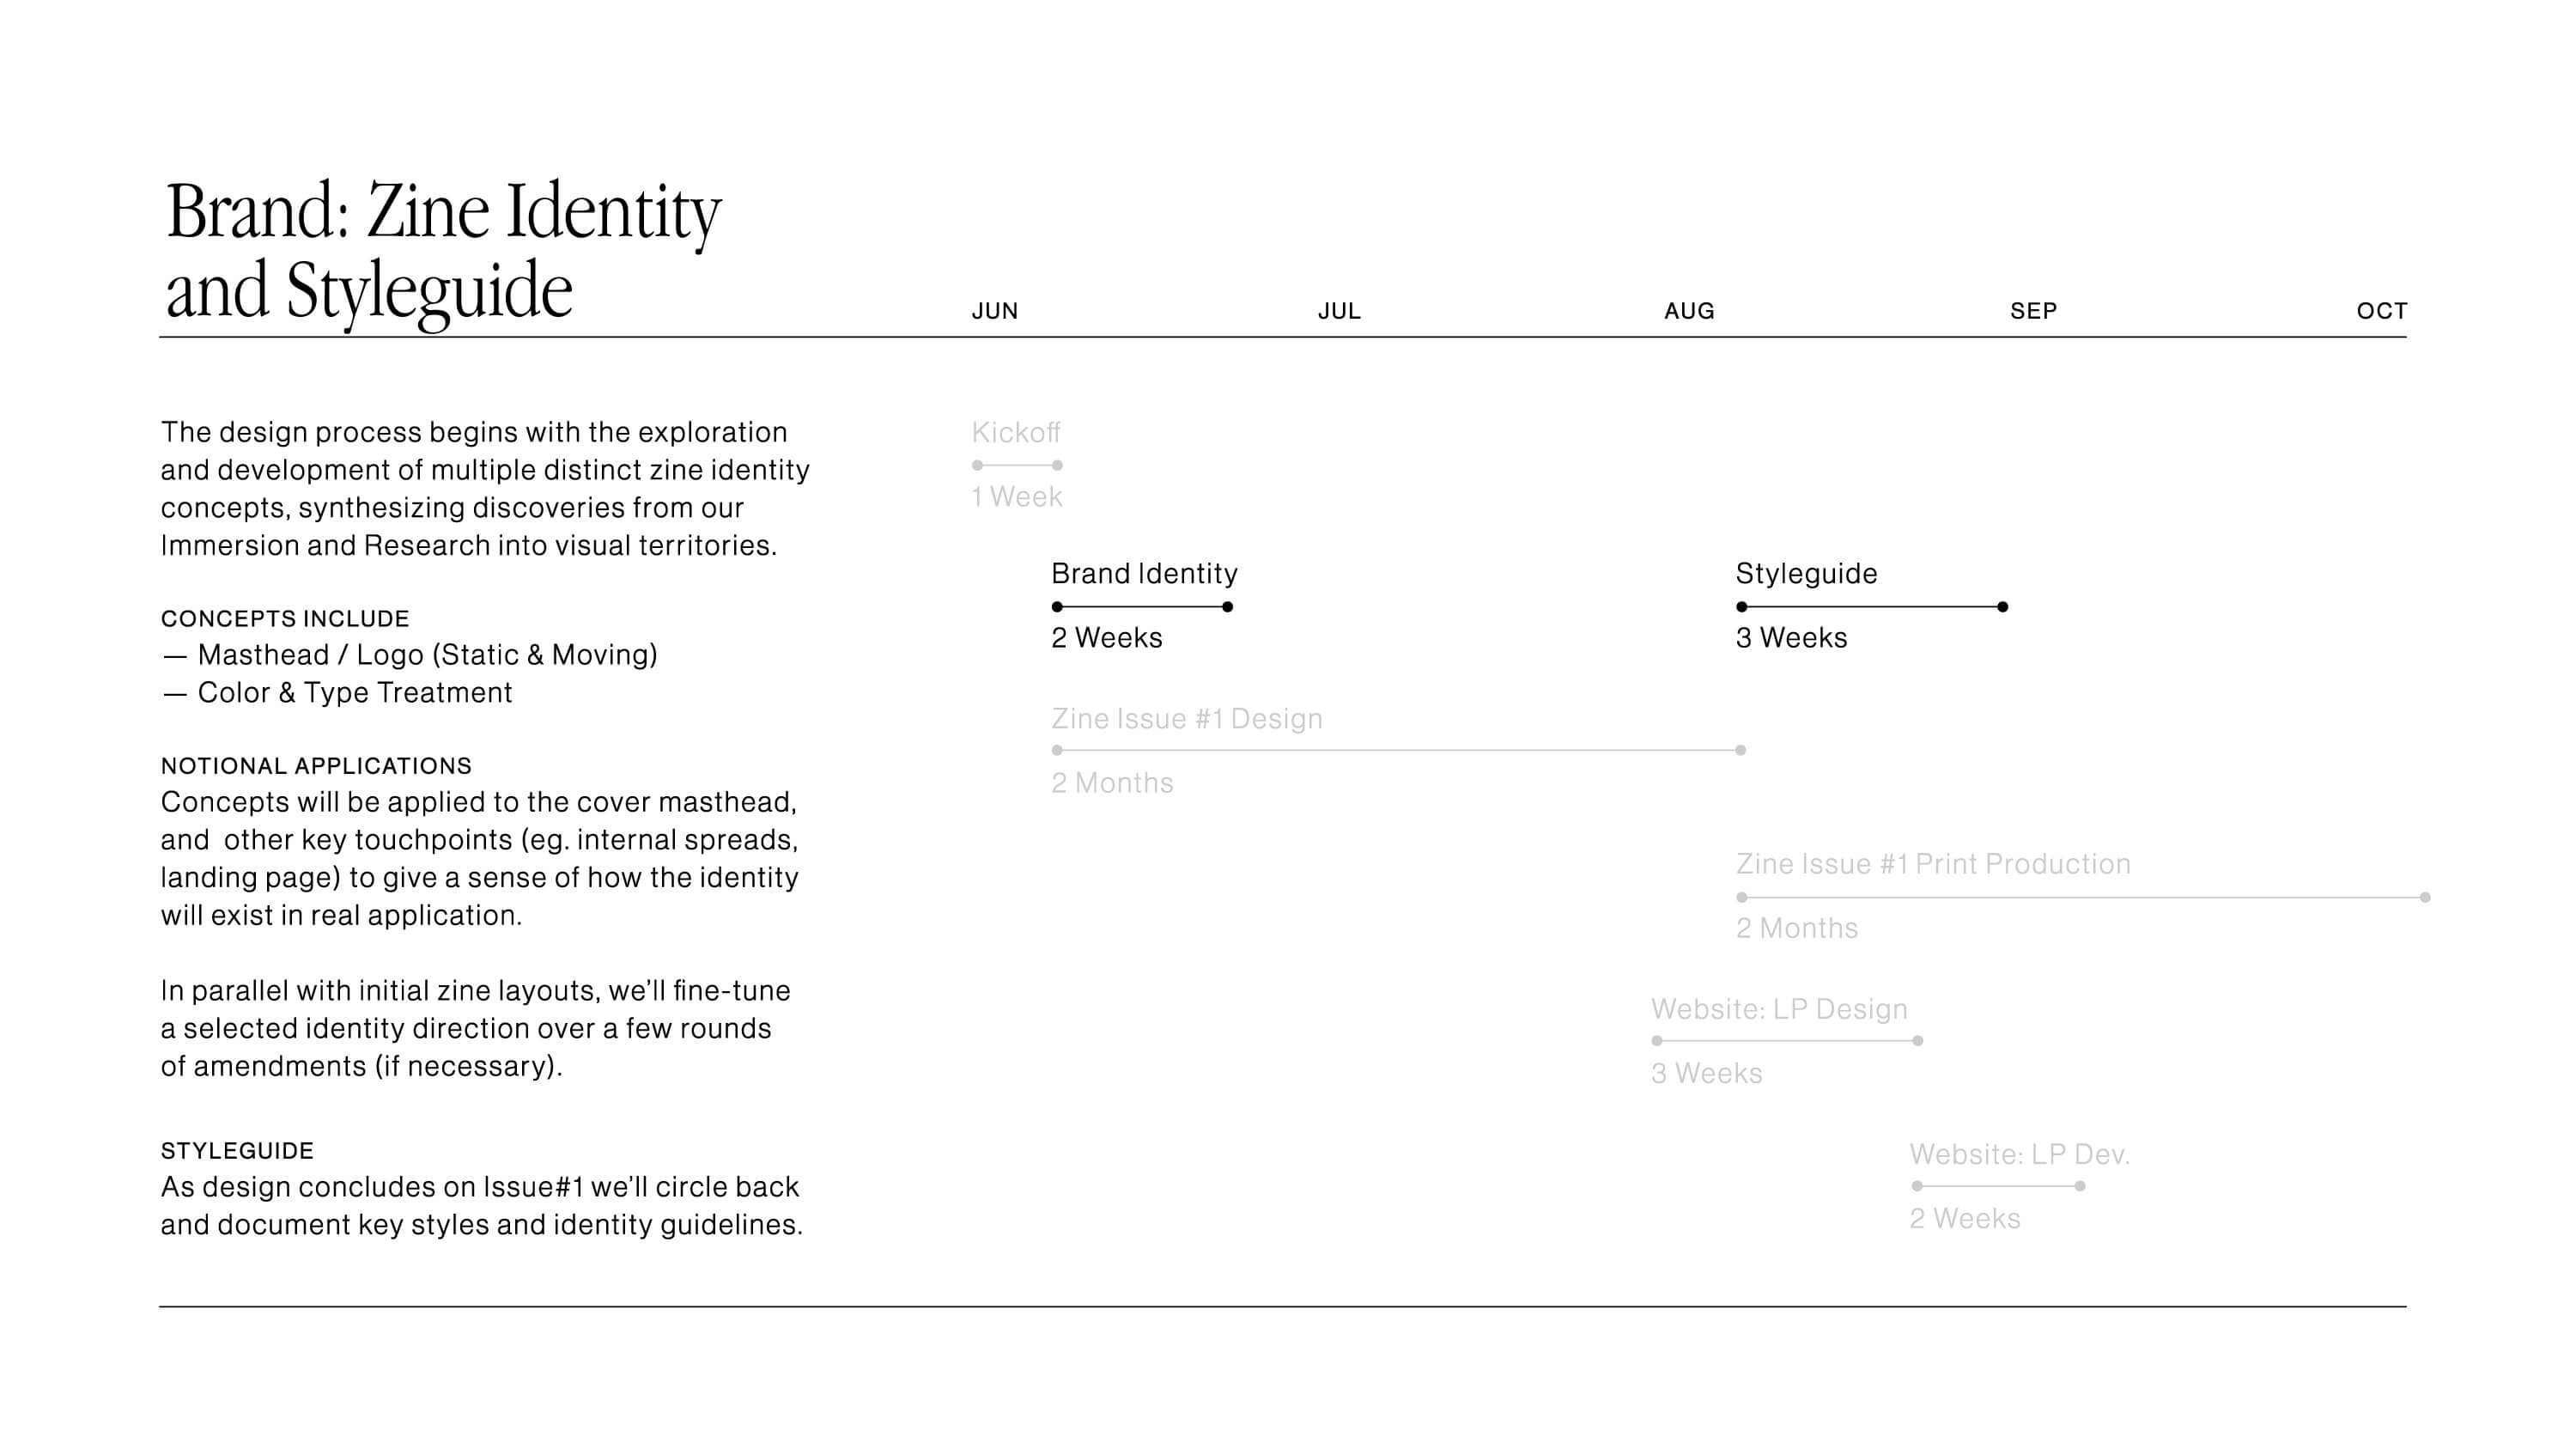 Brand: Zine Identity
and Styleguide
JUN JUL AUG SEP OCT
The design process begins with the exploration
and development of multiple distinct zine identity
concepts, synthesizing discoveries from our
Immersion and Research into visual territories.
CONCEPTS INCLUDE
— Masthead / Logo (Static & Moving)
— Color & Type Treatment
NOTIONAL APPLICATIONS
Concepts will be applied to the cover masthead,
and  other key touchpoints (eg. internal spreads,
landing page) to give a sense of how the identity
will exist in real application.
In parallel with initial zine layouts, we’ll fine-tune
a selected identity direction over a few rounds
of amendments (if necessary).
STYLEGUIDE
As design concludes on Issue#1 we’ll circle back
and document key styles and identity guidelines.
Kickoff
1 Week
Brand Identity
2 Weeks
Styleguide
3 Weeks
Zine Issue #1 Design
2 Months
Zine Issue #1 Print Production
2 Months
Website: LP Design
3 Weeks
Website: LP Dev.
2 Weeks